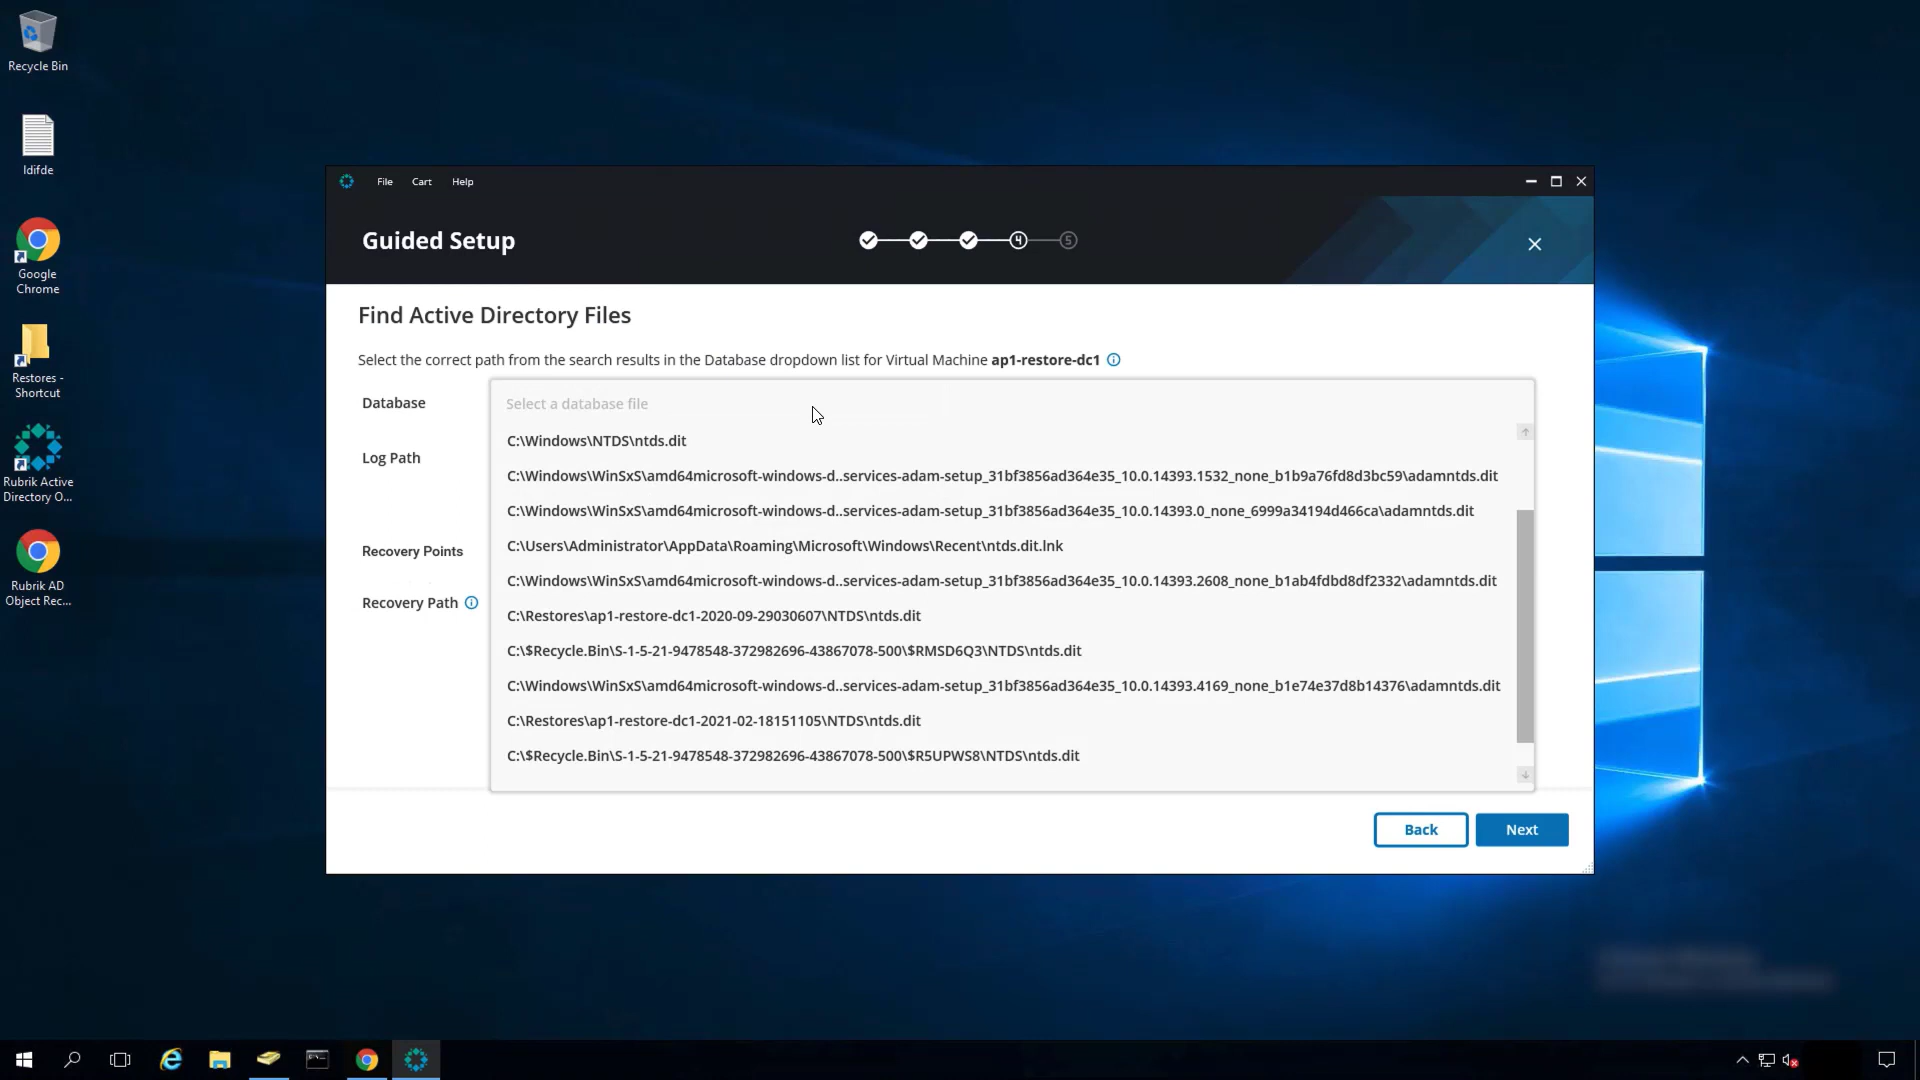 Recycle Bin
ldifde
Google
Chrome
Restores -
Shortcut
Rubrik Active
Directory O...
Rubrik AD
Object Rec...
File Cart Help
Guided Setup
4 5
Find Active Directory Files
Select the correct path from the search results in the Database dropdown list for Virtual Machine ap1-restore-dc1
Database
Select a database file
C:\Windows\NTDS\ntds.dit
Log Path
C:\Windows\WinSxS\amd64microsoft-windows-d..services-adam-setup_31bf3856ad364e35_10.0.14393.1532_none_b1b9a76fd8d3bc59\adamntds.dit
C:\Windows\WinSxS\amd64microsoft-windows-d..services-adam-setup_31bf3856ad364e35_10.0.14393.0_none_6999a34194d466ca\adamntds.dit
Recovery Points
C:\Users\Administrator\AppData\Roaming\Microsoft\Windows\Recent\ntds.dit.lnk
C:\Windows\WinSxS\amd64microsoft-windows-d..services-adam-setup_31bf3856ad364e35_10.0.14393.2608_none_b1ab4fdbd8df2332\adamntds.dit
Recovery Path
C:\Restores\ap1-restore-dc1-2020-09-29030607\NTDS\ntds.dit
C:\$Recycle.Bin\S-1-5-21-9478548-372982696-43867078-500\$RMSD6Q3\NTDS\ntds.dit
C:\Windows\WinSxS\amd64microsoft-windows-d..services-adam-setup_31bf3856ad364e35_10.0.14393.4169_none_b1e74e37d8b14376\adamntds.dit
C:\Restores\ap1-restore-dc1-2021-02-18151105\NTDS\ntds.dit
C:\$Recycle.Bin\S-1-5-21-9478548-372982696-43867078-500\$R5UPWS8\NTDS\ntds.dit
Back Next